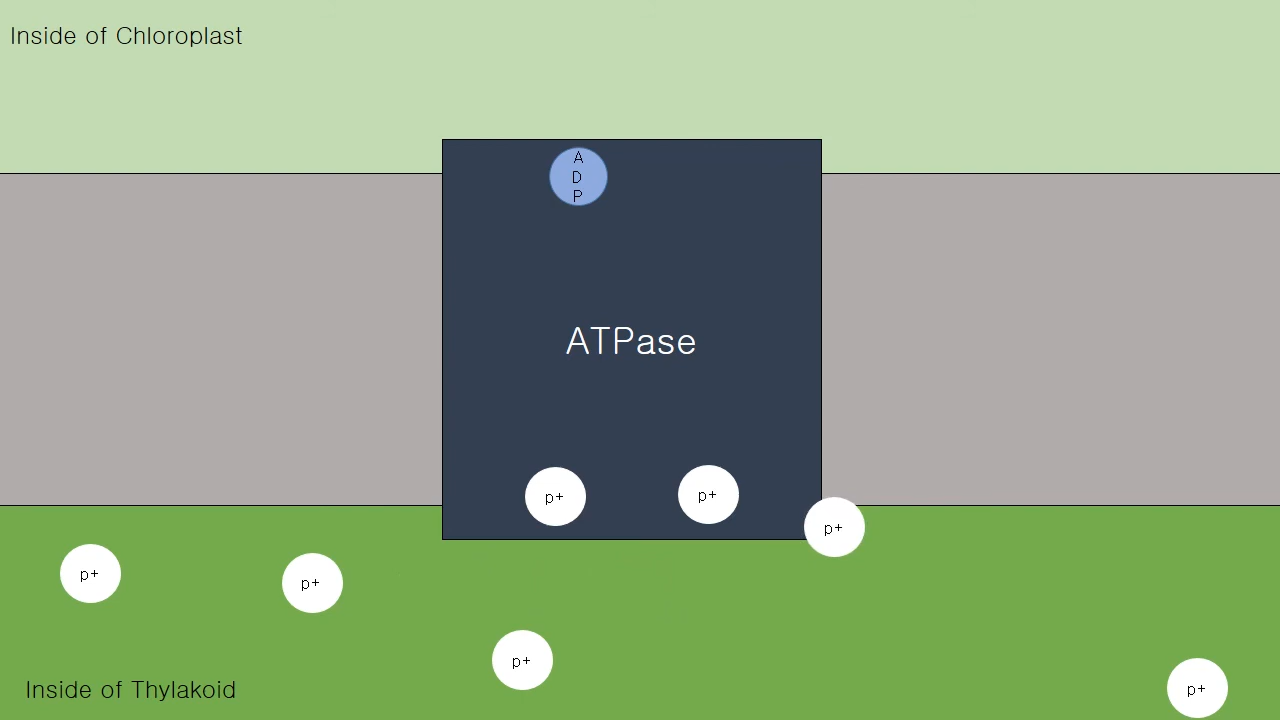 Inside of Chloroplast
A
D
P
ATPase
p+
p+
p+
p+
p+
p+
p+
Inside of Thylakoid